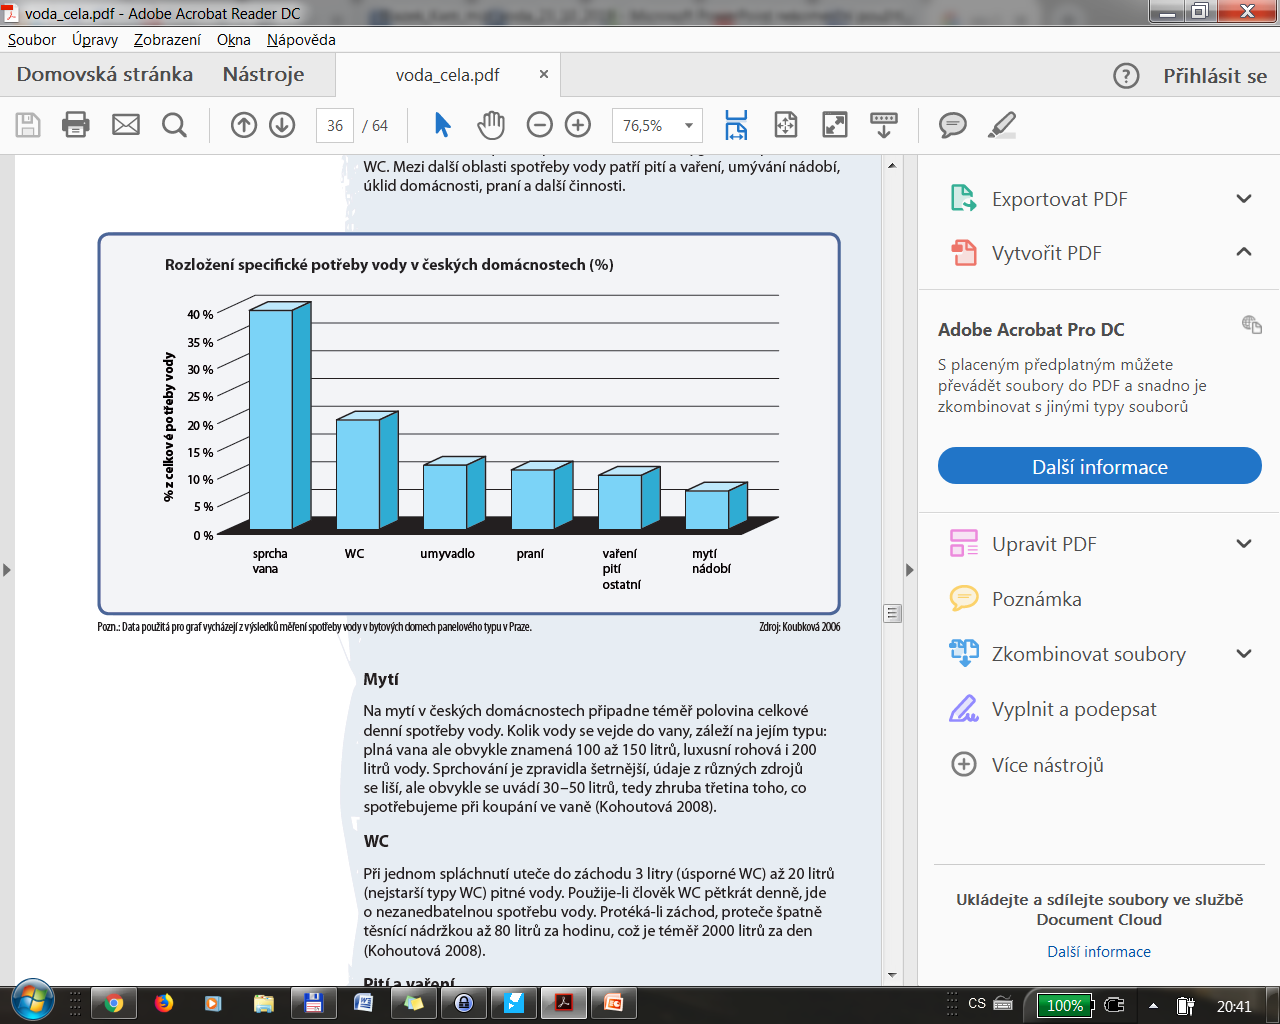 voda_cela.pdf - Adobe Acrobat Reader DC
Soubor Úpravy Zobrazení Okna Nápověda
Domovská stránka Nástroje voda_cela.pdf × ? Přihlásit se
36 / 64 76,5%
WC. Mezi další oblasti spotřeby vody patří pití a vaření, umývání nádobí,
úklid domácnosti, praní a další činnosti.
Rozložení specifické potřeby vody v českých domácnostech (%)
% z celkové potřeby vody
40 %
35 %
30 %
25 %
20 %
15 %
10 %
5 %
0 %
sprcha
vana
WC
umyvadlo
praní
vaření
pití
ostatní
mytí
nádobí
Pozn.: Data použitá pro graf vycházejí z výsledků měření spotřeby vody v bytových domech panelového typu v Praze.
Zdroj: Koubková 2006
Mytí
Na mytí v českých domácnostech připadne téměř polovina celkové
denní spotřeby vody. Kolik vody se vejde do vany, záleží na jejím typu:
plná vana ale obvykle znamená 100 až 150 litrů, luxusní rohová i 200
litrů vody. Sprchování je zpravidla šetrnější, údaje z různých zdrojů
se liší, ale obvykle se uvádí 30–50 litrů, tedy zhruba třetina toho, co
spotřebujeme při koupání ve vaně (Kohoutová 2008).
WC
Při jednom spláchnutí uteče do záchodu 3 litry (úsporné WC) až 20 litrů
(nejstarší typy WC) pitné vody. Použije-li člověk WC pětkrát denně, jde
o nezanedbatelnou spotřebu vody. Protéká-li záchod, proteče špatně
těsnící nádržkou až 80 litrů za hodinu, což je téměř 2000 litrů za den
(Kohoutová 2008).
Pití a vaření
Exportovat PDF
Vytvořit PDF
Adobe Acrobat Pro DC
S placeným předplatným můžete
převádět soubory do PDF a snadno je
zkombinovat s jinými typy souborů
Další informace
Upravit PDF
Poznámka
Zkombinovat soubory
Vyplnit a podepsat
Více nástrojů
Ukládejte a sdílejte soubory ve službě
Document Cloud
Další informace
CS 100% 20:41